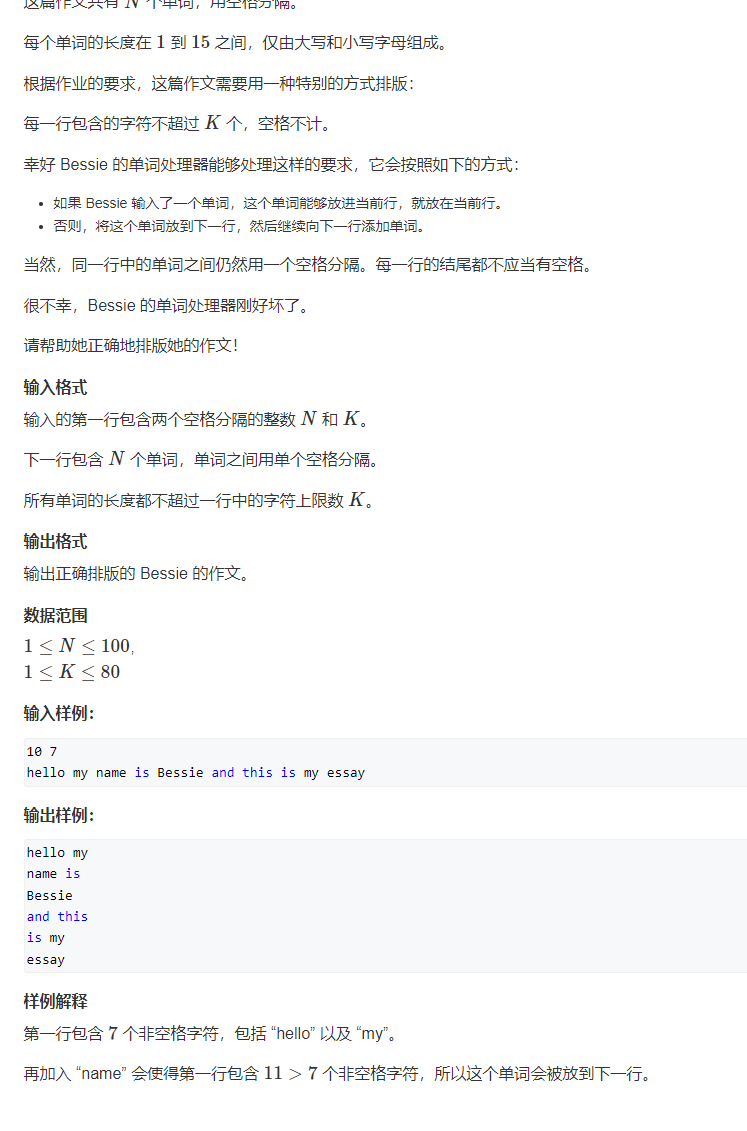 这篇作文共有 N 个单词，用空格分隔。
每个单词的长度在 1 到 15 之间，仅由大写和小写字母组成。
根据作业的要求，这篇作文需要用一种特别的方式排版：
每一行包含的字符不超过 K 个，空格不计。
幸好 Bessie 的单词处理器能够处理这样的要求，它会按照如下的方式：
• 如果 Bessie 输入了一个单词，这个单词能够放进当前行，就放在当前行。
• 否则，将这个单词放到下一行，然后继续向下一行添加单词。
当然，同一行中的单词之间仍然用一个空格分隔。每一行的结尾都不应当有空格。
很不幸，Bessie 的单词处理器刚好坏了。
请帮助她正确地排版她的作文！
输入格式
输入的第一行包含两个空格分隔的整数 N 和 K。
下一行包含 N 个单词，单词之间用单个空格分隔。
所有单词的长度都不超过一行中的字符上限数 K。
输出格式
输出正确排版的 Bessie 的作文。
数据范围
1 ≤ N ≤ 100,
1 ≤ K ≤ 80
输入样例：
10 7
hello my name is Bessie and this is my essay
输出样例：
hello my
name is
Bessie
and this
is my
essay
样例解释
第一行包含 7 个非空格字符，包括 “hello” 以及 “my”。
再加入 “name” 会使得第一行包含 11 > 7 个非空格字符，所以这个单词会被放到下一行。